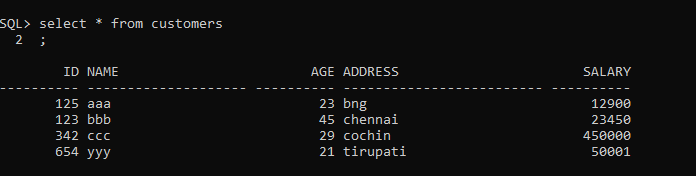 SQL> select * from customers
2 ;
ID NAME AGE ADDRESS SALARY
---------- -------------------- ---------- ------------------------- ----------
125 aaa 23 bng 12900
123 bbb 45 chennai 23450
342 ccc 29 cochin 450000
654 yyy 21 tirupati 50001